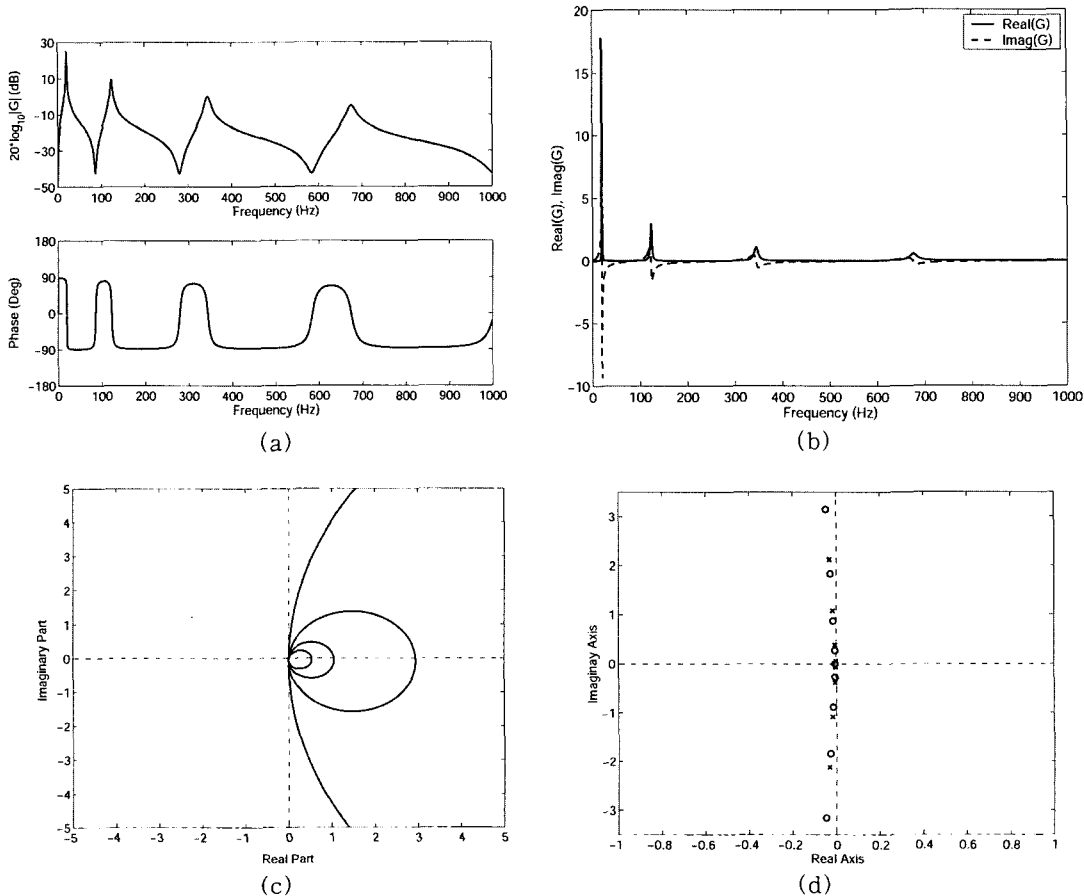 30
10
-10
-30
-50
20*log10|G| (dB)
0 100 200 300 400 500 600 700 800 900 1000
Frequency (Hz)
180
90
0
-90
-180
Phase (Deg)
0 100 200 300 400 500 600 700 800 900 1000
Frequency (Hz)
(a)
20
15
10
5
0
-5
-10
Real(G), Imag(G)
Real(G)
Imag(G)
0 100 200 300 400 500 600 700 800 900 1000
Frequency (Hz)
(b)
5
4
3
2
1
0
-1
-2
-3
-4
-5
Imaginary Part
-5 -4 -3 -2 -1 0 1 2 3 4 5
Real Part
(c)
3
2
1
0
-1
-2
-3
Imaginay Axis
-1 -0.8 -0.6 -0.4 -0.2 0 0.2 0.4 0.6 0.8 1
Real Axis
(d)